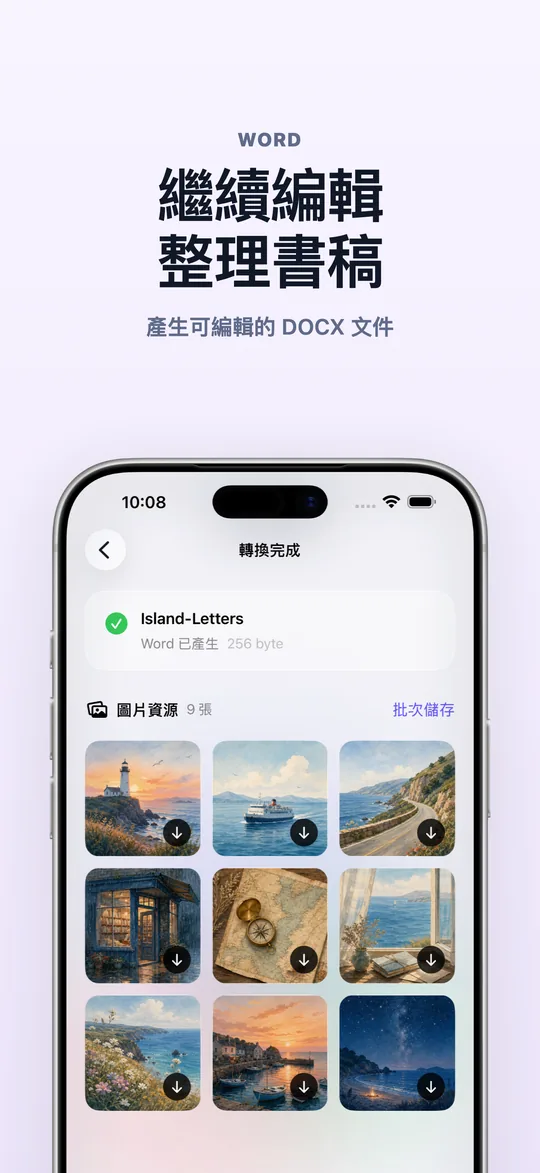 WORD
繼續編輯
整理書稿
產生可編輯的 DOCX 文件
10:08
轉換完成
Island-Letters
Word 已產生 256 byte
圖片資源 9 張
批次儲存